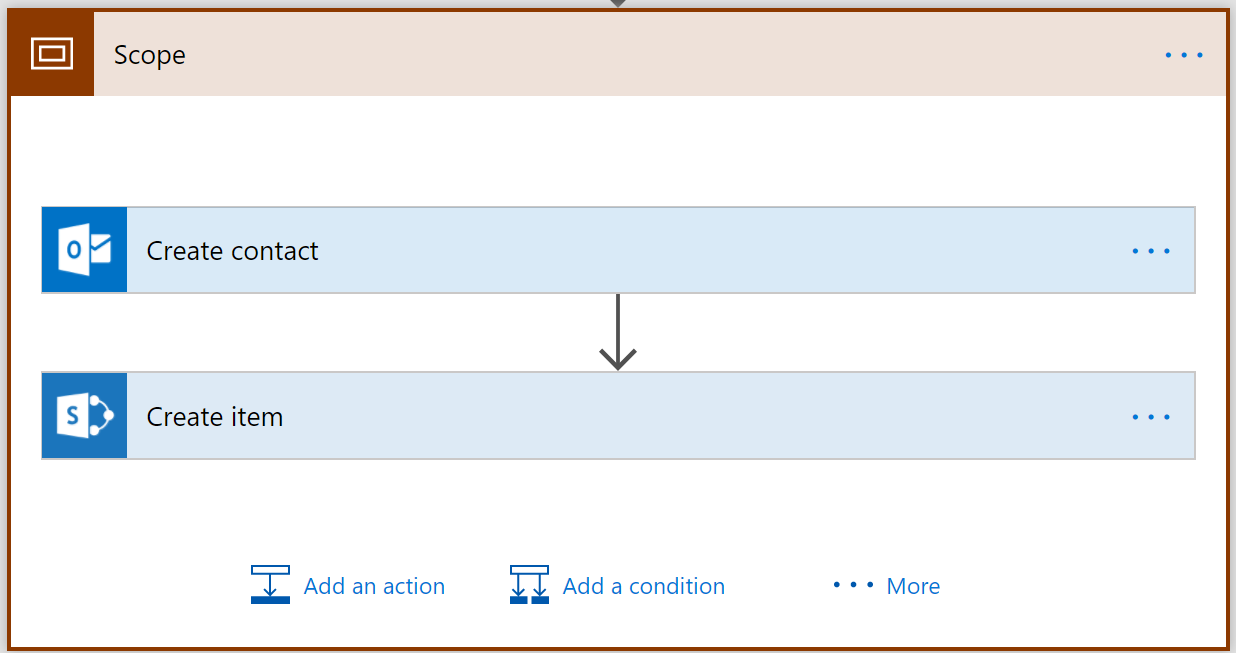 Scope
O Create contact
S Create item
Add an action Add a condition More